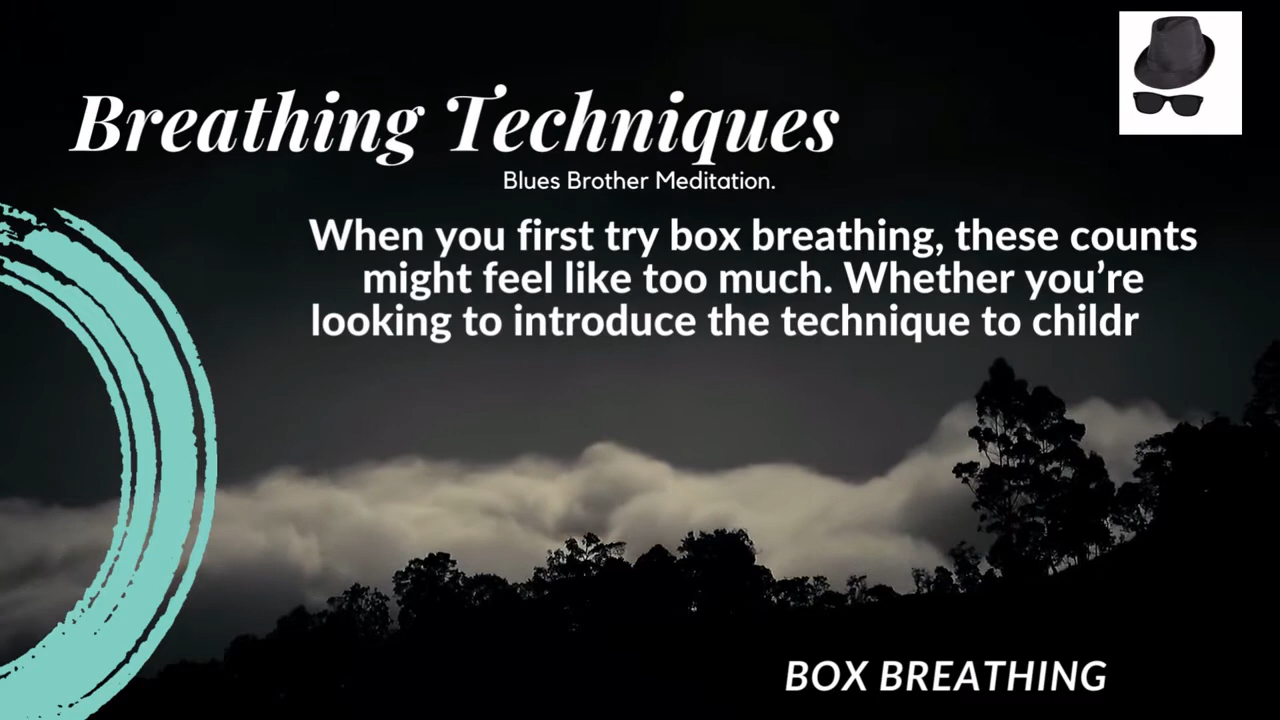 Breathing Techniques
Blues Brother Meditation.
When you first try box breathing, these counts
might feel like too much. Whether you’re
looking to introduce the technique to childr
BOX BREATHING